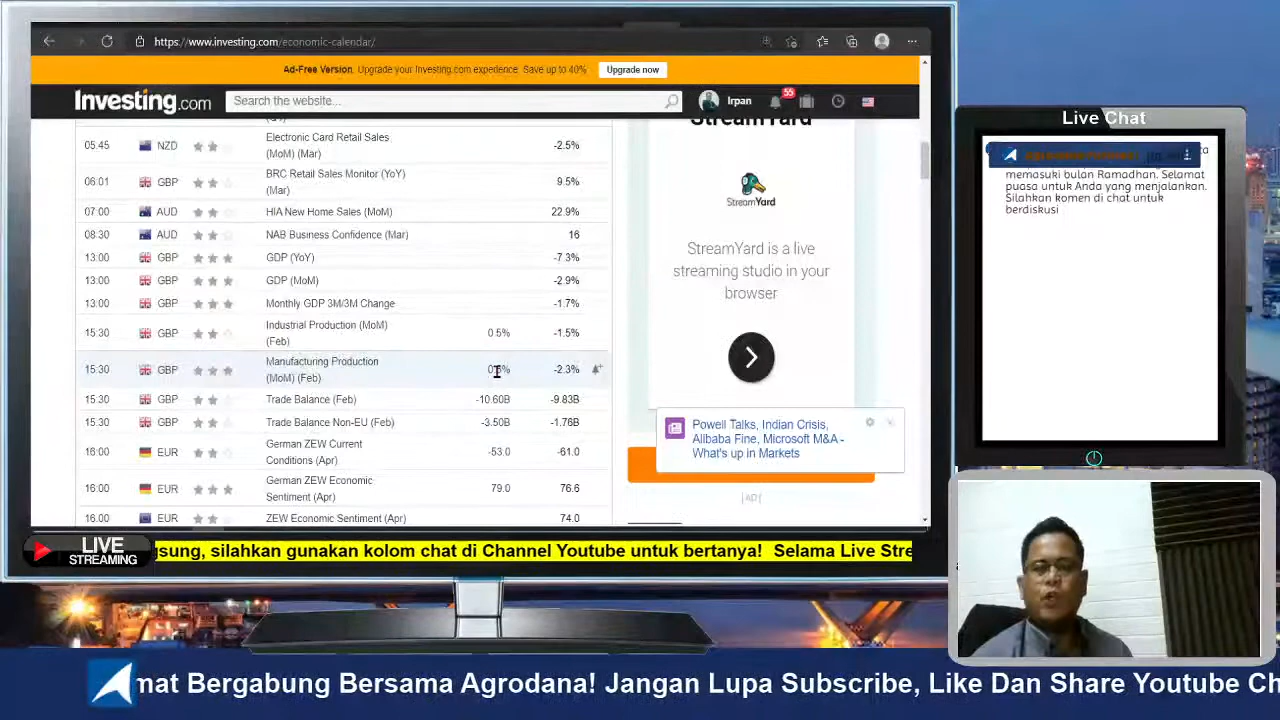 https://www.investing.com/economic-calendar/
Ad-Free Version. Upgrade your Investing.com experience. Save up to 40%
Upgrade now
Investing.com
Search the website...
Irpan
55
05:45 NZD Electronic Card Retail Sales
(MoM) (Mar) -2.5%
06:01 GBP BRC Retail Sales Monitor (YoY)
(Mar) 9.5%
07:00 AUD HIA New Home Sales (MoM) 22.9%
08:30 AUD NAB Business Confidence (Mar) 16
13:00 GBP GDP (YoY) -7.3%
13:00 GBP GDP (MoM) -2.9%
13:00 GBP Monthly GDP 3M/3M Change -1.7%
15:30 GBP Industrial Production (MoM)
(Feb) 0.5% -1.5%
15:30 GBP Manufacturing Production
(MoM) (Feb) -2.3%
15:30 GBP Trade Balance (Feb) -10.60B -9.83B
15:30 GBP Trade Balance Non-EU (Feb) -3.50B -1.76B
16:00 EUR German ZEW Current
Conditions (Apr) -53.0 -61.0
16:00 EUR German ZEW Economic
Sentiment (Apr) 79.0 76.6
16:00 EUR ZEW Economic Sentiment (Apr) 74.0
StreamYard
StreamYard
StreamYard is a live
streaming studio in your
browser
Powell Talks, Indian Crisis,
Alibaba Fine, Microsoft M&A -
What's up in Markets
[AD]
Live Chat
memasuki bulan Ramadhan. Selamat
puasa untuk Anda yang menjalankan.
Silahkan komen di chat untuk
berdiskusi
LIVE
STREAMING
gsung, silahkan gunakan kolom chat di Channel Youtube untuk bertanya! Selama Live Stre
mat Bergabung Bersama Agrodana! Jangan Lupa Subscribe, Like Dan Share Youtube Ch